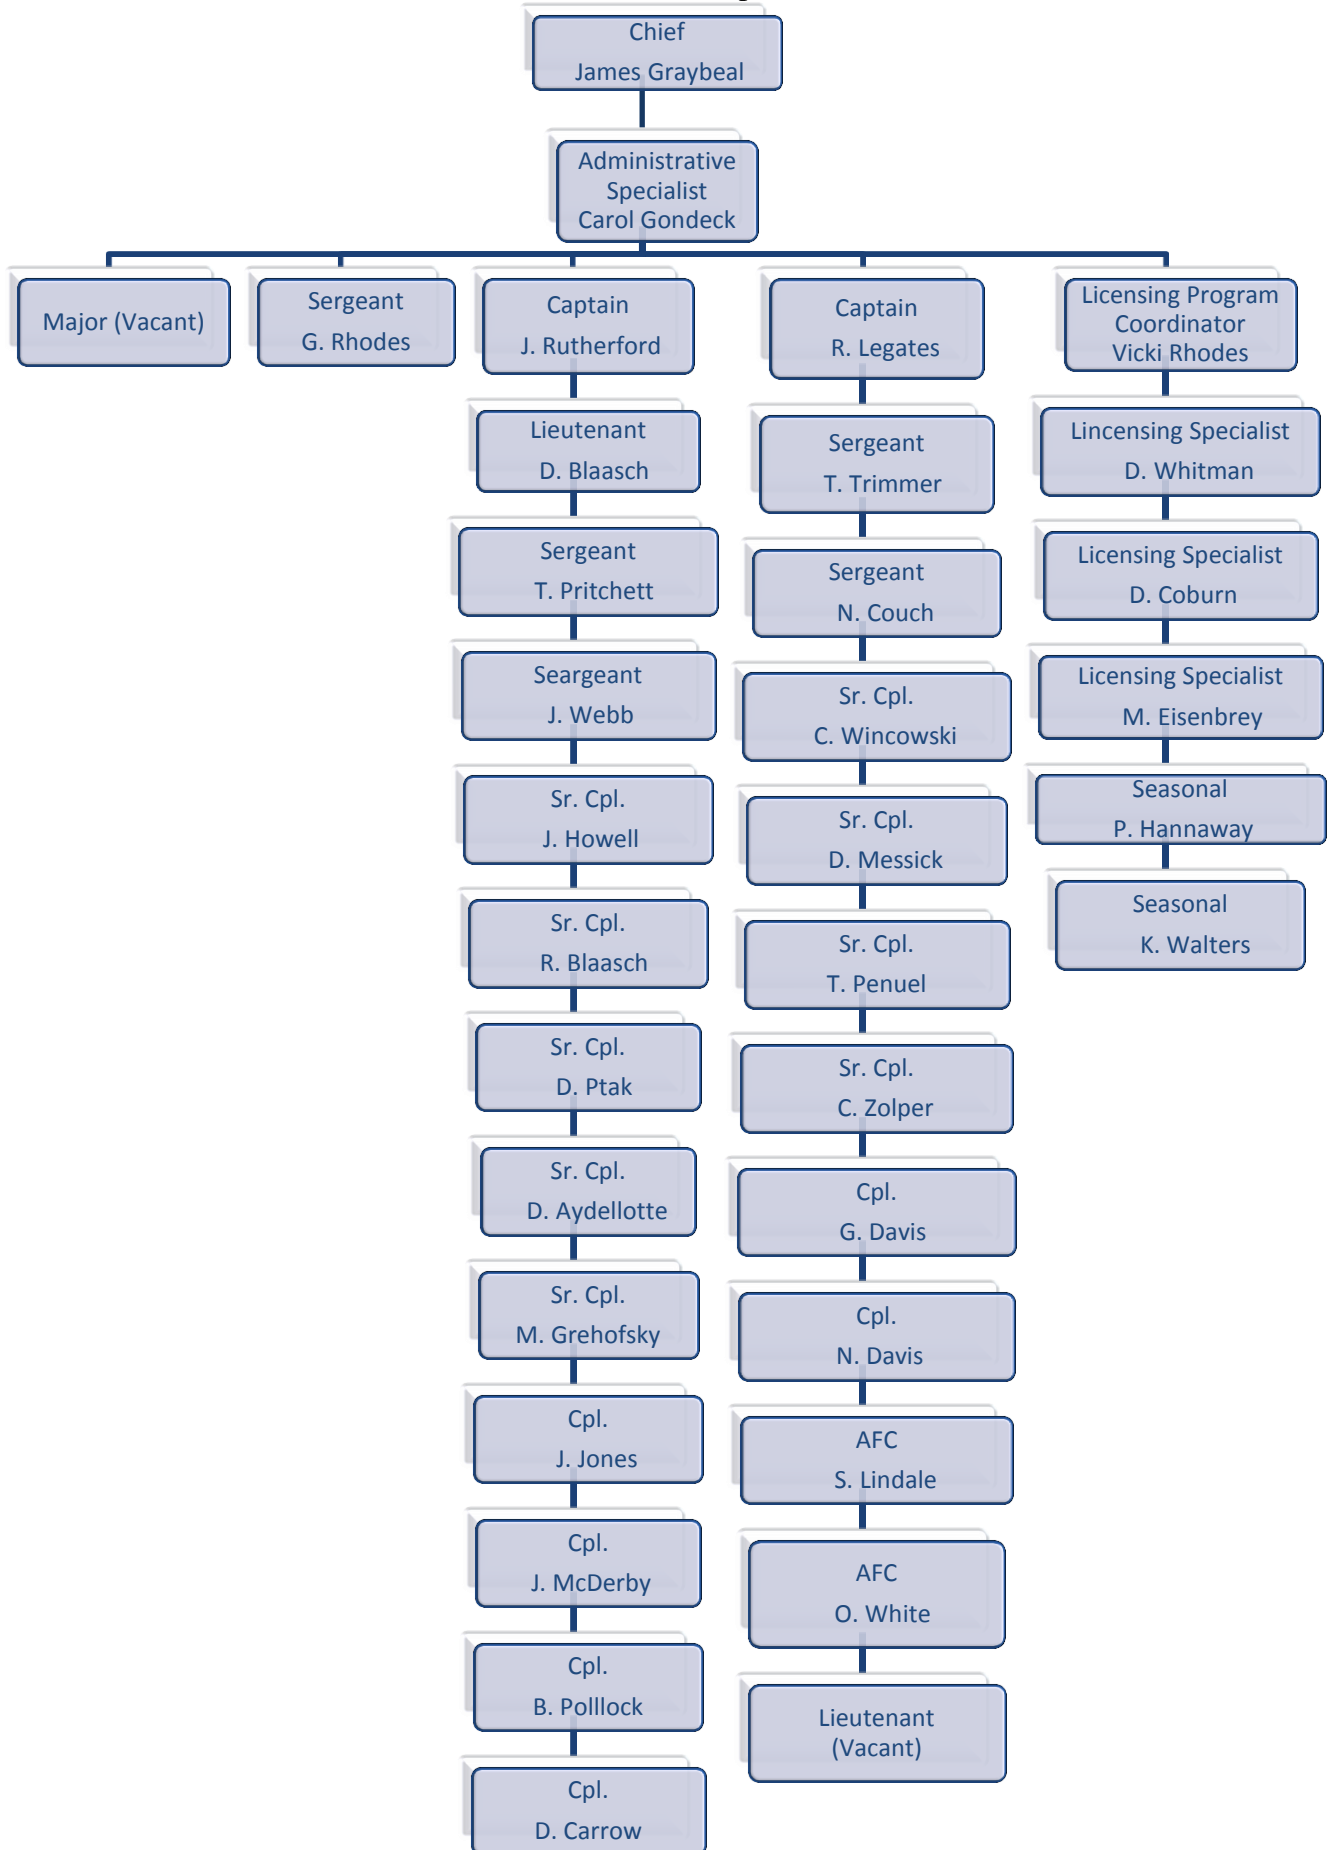 Chief
James Graybeal
Administrative
Specialist
Carol Gondeck
Major (Vacant)
Sergeant
G. Rhodes
Captain
J. Rutherford
Captain
R. Legates
Licensing Program
Coordinator
Vicki Rhodes
Lieutenant
D. Blaasch
Sergeant
T. Pritchett
Seargeant
J. Webb
Sr. Cpl.
J. Howell
Sr. Cpl.
R. Blaasch
Sr. Cpl.
D. Ptak
Sr. Cpl.
D. Aydellotte
Sr. Cpl.
M. Grehofsky
Cpl.
J. Jones
Cpl.
J. McDerby
Cpl.
B. Polllock
Cpl.
D. Carrow
Sergeant
T. Trimmer
Sergeant
N. Couch
Sr. Cpl.
C. Wincowski
Sr. Cpl.
D. Messick
Sr. Cpl.
T. Penuel
Sr. Cpl.
C. Zolper
Cpl.
G. Davis
Cpl.
N. Davis
AFC
S. Lindale
AFC
O. White
Lieutenant
(Vacant)
Lincensing Specialist
D. Whitman
Licensing Specialist
D. Coburn
Licensing Specialist
M. Eisenbrey
Seasonal
P. Hannaway
Seasonal
K. Walters